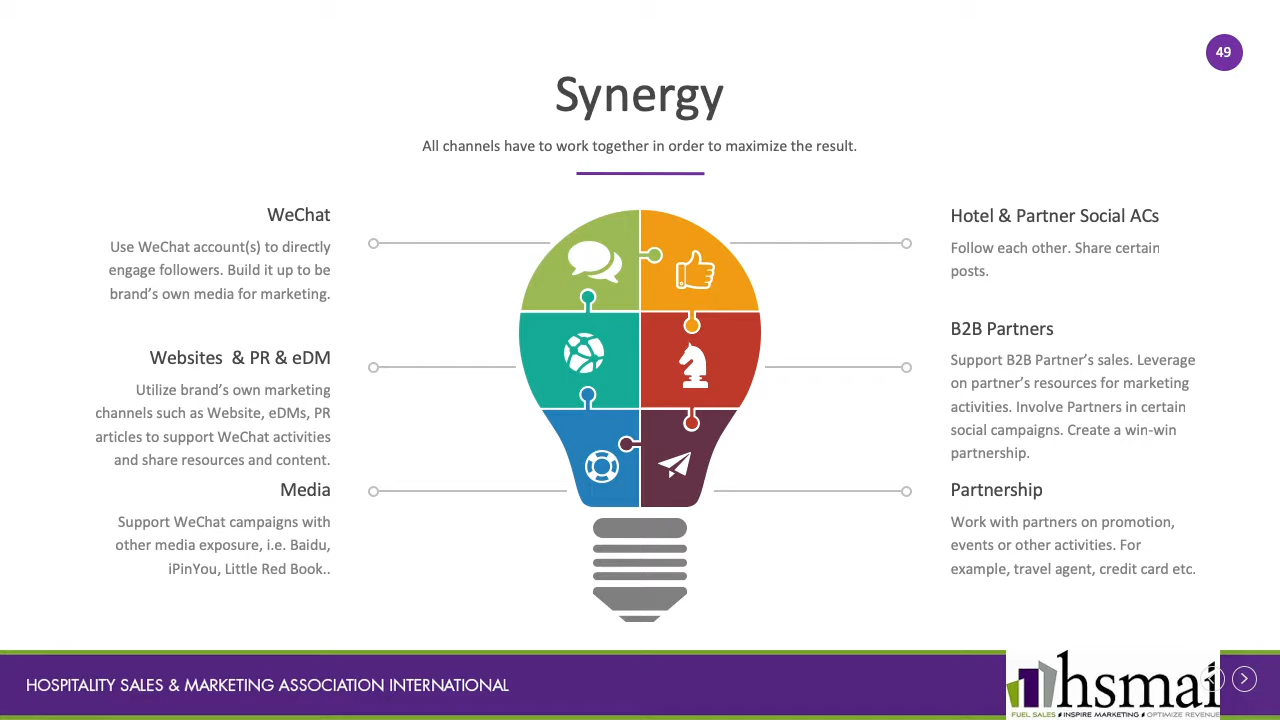 49
Synergy
All channels have to work together in order to maximize the result.
WeChat
Use WeChat account(s) to directly
engage followers. Build it up to be
brand’s own media for marketing.
Websites & PR & eDM
Utilize brand’s own marketing
channels such as Website, eDMs, PR
articles to support WeChat activities
and share resources and content.
Media
Support WeChat campaigns with
other media exposure, i.e. Baidu,
iPinYou, Little Red Book..
Hotel & Partner Social ACs
Follow each other. Share certain
posts.
B2B Partners
Support B2B Partner’s sales. Leverage
on partner’s resources for marketing
activities. Involve Partners in certain
social campaigns. Create a win-win
partnership.
Partnership
Work with partners on promotion,
events or other activities. For
example, travel agent, credit card etc.
HOSPITALITY SALES & MARKETING ASSOCIATION INTERNATIONAL
hsmai
FUEL SALES INSPIRE MARKETING OPTIMIZE REVENUE